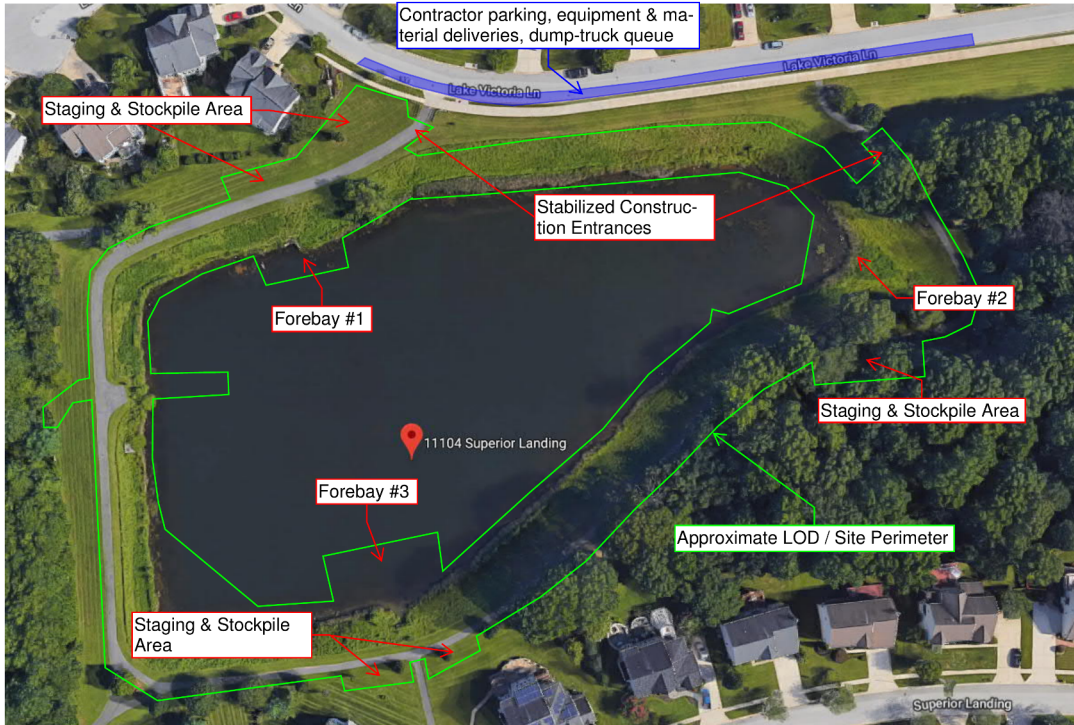 Contractor parking, equipment & ma-
terial deliveries, dump-truck queue
Lake Victoria Ln
Lake Victoria Ln
Staging & Stockpile Area
Stabilized Construc-
tion Entrances
Forebay #1
Forebay #2
Staging & Stockpile Area
11104 Superior Landing
Forebay #3
Approximate LOD / Site Perimeter
Staging & Stockpile
Area
Superior Landing